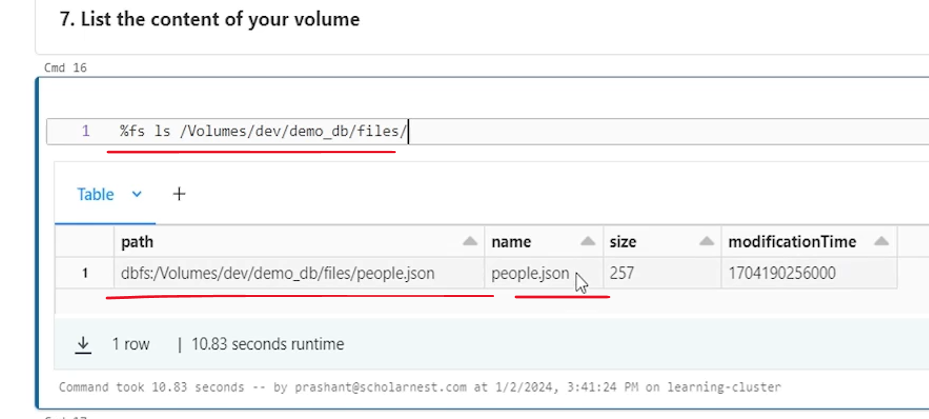 7. List the content of your volume
Cmd 16
1 %fs ls /Volumes/dev/demo_db/files/
Table +
path name size modificationTime
1 dbfs:/Volumes/dev/demo_db/files/people.json people.json 257 1704190256000
1 row | 10.83 seconds runtime
Command took 10.83 seconds -- by prashant@scholarnest.com at 1/2/2024, 3:41:24 PM on learning-cluster